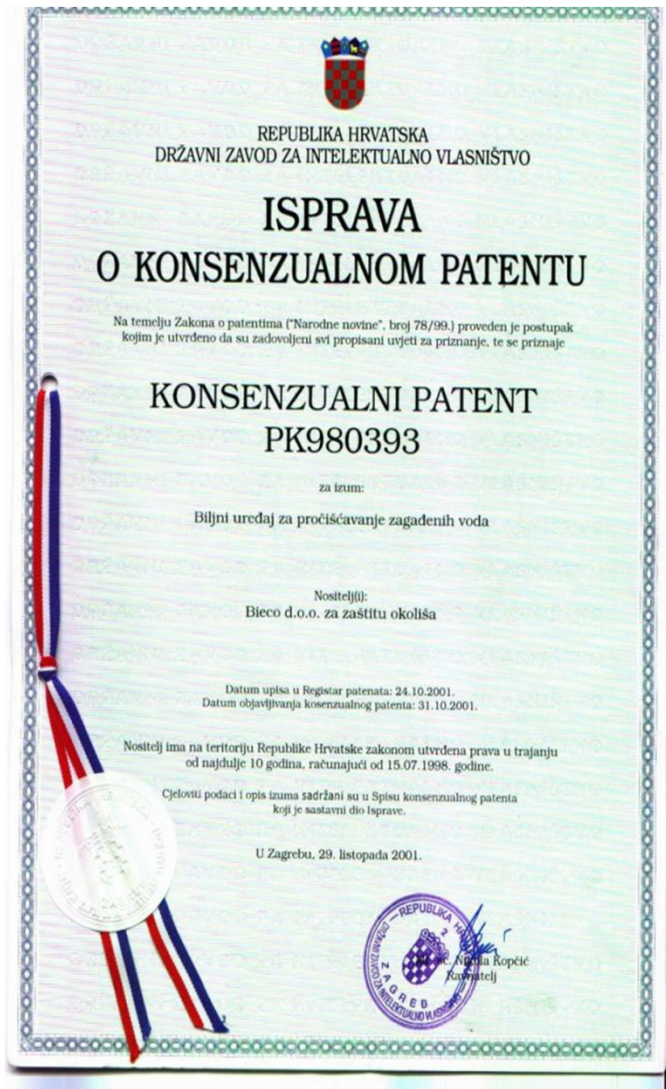 REPUBLIKA HRVATSKA
DRŽAVNI ZAVOD ZA INTELEKTUALNO VLASNIŠTVO
ISPRAVA
O KONSENZUALNOM PATENTU
Na temelju Zakona o patentima ("Narodne novine", broj 78/99.) proveden je postupak
kojim je utvrđeno da su zadovoljeni svi propisani uvjeti za priznanje, te se priznaje
KONSENZUALNI PATENT
PK980393
za izum:
Biljni uređaj za pročišćavanje zagađenih voda
Nositelj(i):
Bieco d.o.o. za zaštitu okoliša
Datum upisa u Registar patenata: 24.10.2001.
Datum objavljivanja kosenzualnog patenta: 31.10.2001.
Nositelj ima na teritoriju Republike Hrvatske zakonom utvrđena prava u trajanju
od najdulje 10 godina, računajući od 15.07.1998. godine.
Cjeloviti podaci i opis izuma sadržani su u Spisu konsenzualnog patenta
koji je sastavni dio Isprave.
U Zagrebu, 29. listopada 2001.
REPUBLIKA
ZAGREB
Kopčić
Ravnatelj